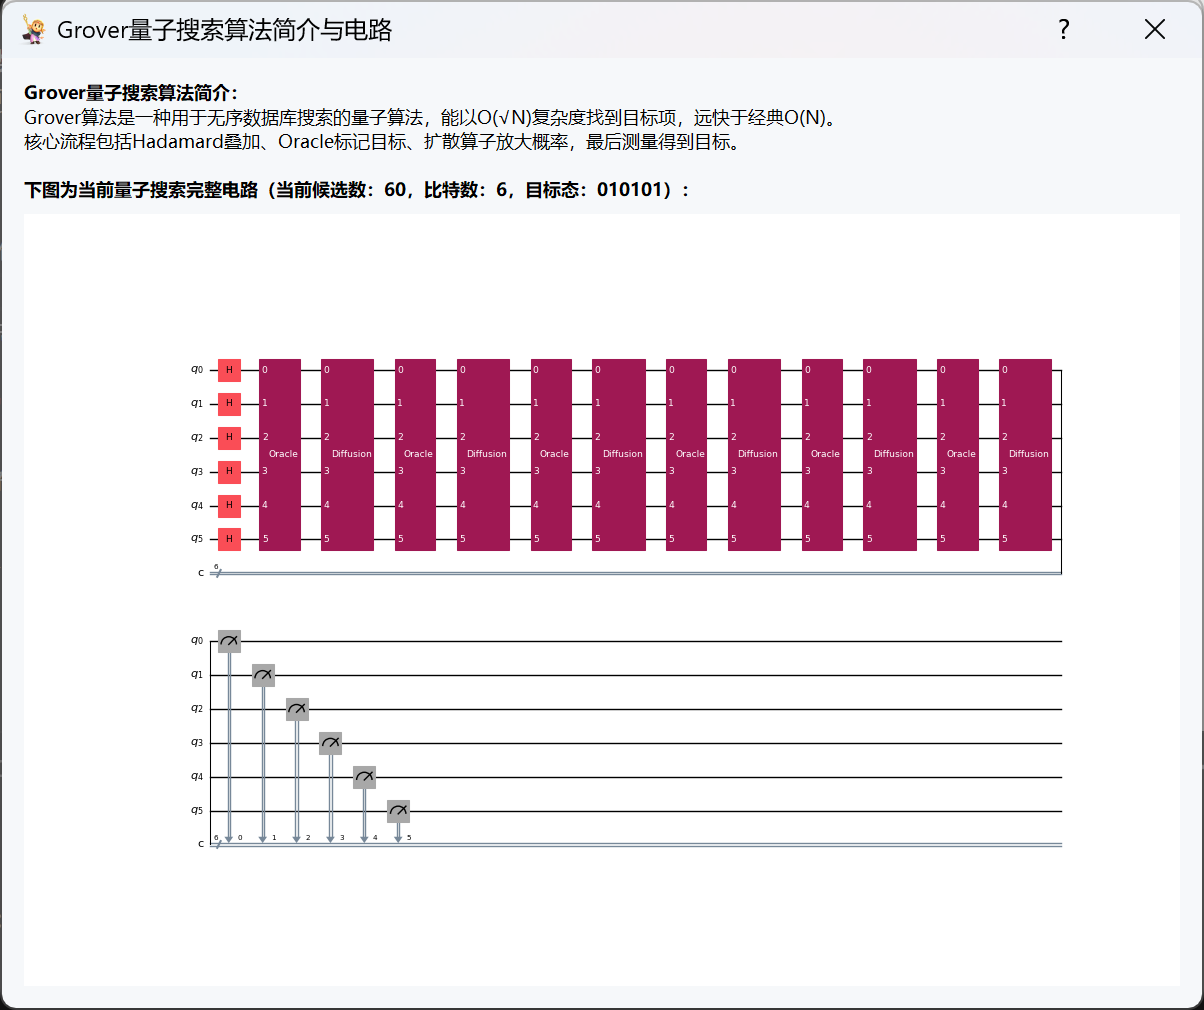 Grover量子搜索算法简介与电路
?
Grover量子搜索算法简介：
Grover算法是一种用于无序数据库搜索的量子算法，能以O(√N)复杂度找到目标项，远快于经典O(N)。
核心流程包括Hadamard叠加、Oracle标记目标、扩散算子放大概率，最后测量得到目标。
下图为当前量子搜索完整电路（当前候选数：60，比特数：6，目标态：010101）：
q0 H 0 0 0 0 0 0 0 0 0 0 0 0
q1 H 1 1 1 1 1 1 1 1 1 1 1 1
q2 H 2 2 2 2 2 2 2 2 2 2 2 2
Oracle Diffusion Oracle Diffusion Oracle Diffusion Oracle Diffusion Oracle Diffusion Oracle Diffusion
q3 H 3 3 3 3 3 3 3 3 3 3 3 3
q4 H 4 4 4 4 4 4 4 4 4 4 4 4
q5 H 5 5 5 5 5 5 5 5 5 5 5 5
c 6
q0
q1
q2
q3
q4
q5
c 6 0 1 2 3 4 5